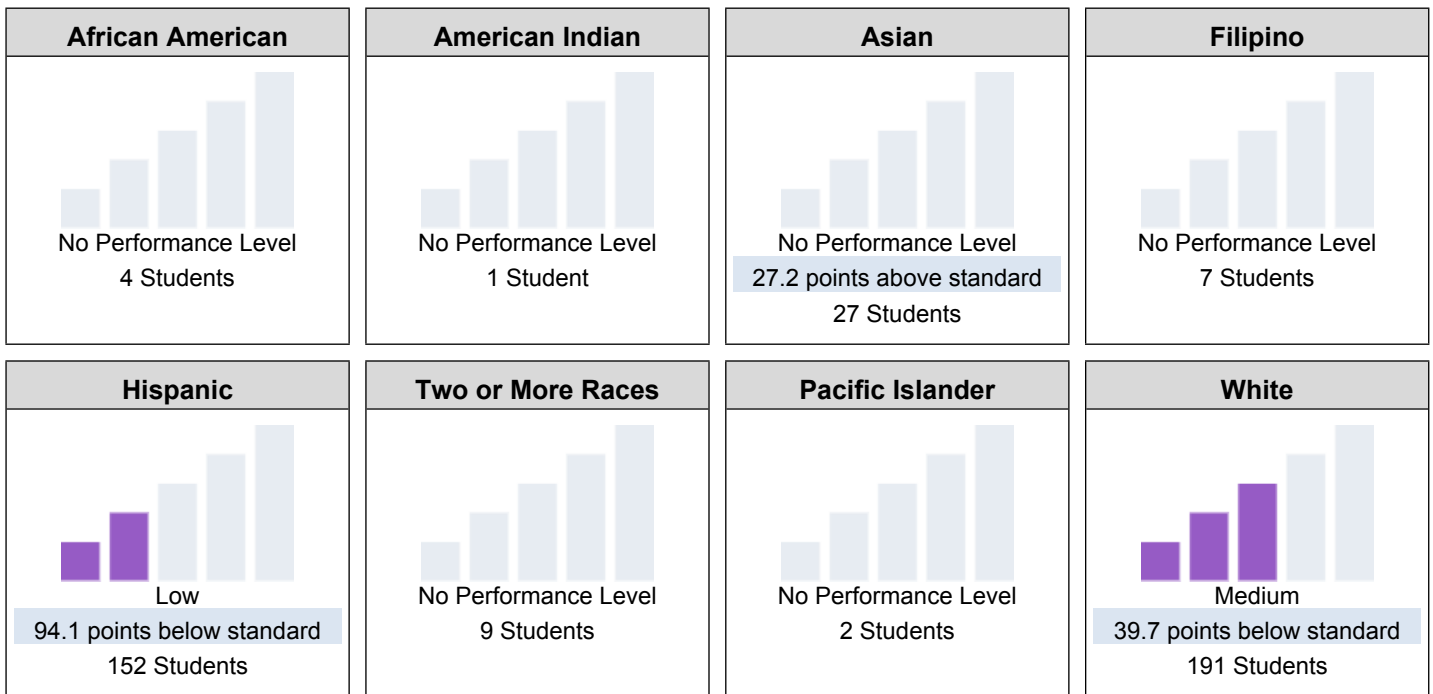 African American
No Performance Level
4 Students
American Indian
No Performance Level
1 Student
Asian
No Performance Level
27.2 points above standard
27 Students
Filipino
No Performance Level
7 Students
Hispanic
Low
94.1 points below standard
152 Students
Two or More Races
No Performance Level
9 Students
Pacific Islander
No Performance Level
2 Students
White
Medium
39.7 points below standard
191 Students